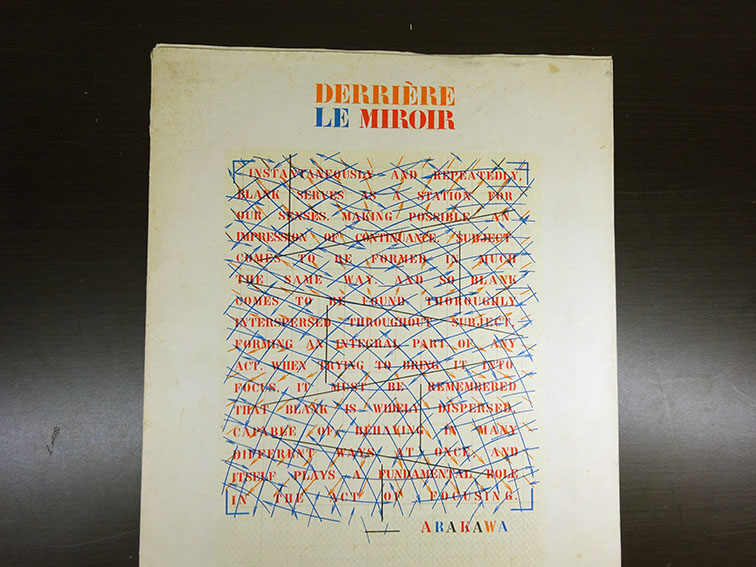 DERRIÈRE
LE MIROIR
INSTANTANEOUSLY AND REPEATEDLY,
BLANK SERVES AS A STATION FOR
OUR SENSES, MAKING POSSIBLE AN
IMPRESSION OF CONTINUANCE. SUBJECT
COMES TO BE FORMED IN MUCH
THE SAME WAY. AND SO BLANK
COMES TO BE FOUND THOROUGHLY
INTERSPERSED THROUGHOUT SUBJECT,
FORMING AN INTEGRAL PART OF ANY
ACT. WHEN TRYING TO BRING IT INTO
FOCUS, IT MUST BE REMEMBERED
THAT BLANK IS WIDELY DISPERSED,
CAPABLE OF BEHAVING IN MANY
DIFFERENT WAYS AT ONCE, AND
ITSELF PLAYS A FUNDAMENTAL ROLE
IN THE ACT OF FOCUSING.
ARAKAWA